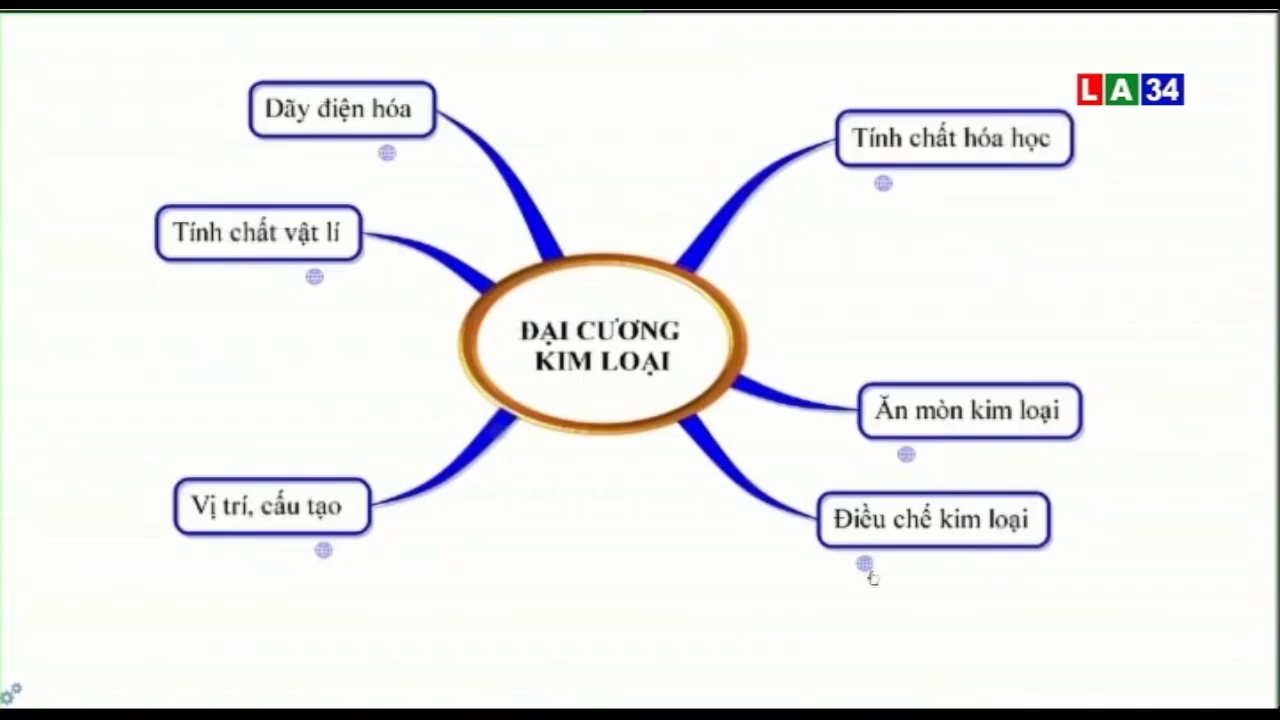 LA34
Dãy điện hóa
Tính chất hóa học
Tính chất vật lí
ĐẠI CƯƠNG
KIM LOẠI
Ăn mòn kim loại
Vị trí, cấu tạo
Điều chế kim loại